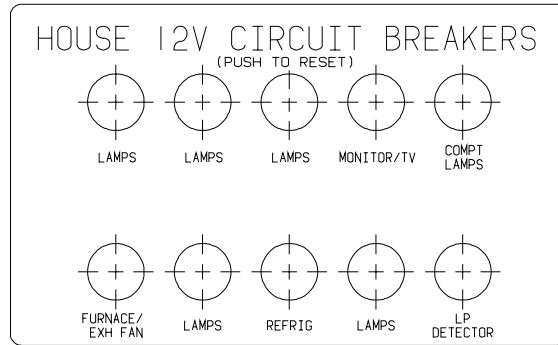 HOUSE 12V CIRCUIT BREAKERS
(PUSH TO RESET)
LAMPS LAMPS LAMPS MONITOR/TV COMPT
LAMPS
FURNACE/
EXH FAN LAMPS REFRIG LAMPS LP
DETECTOR